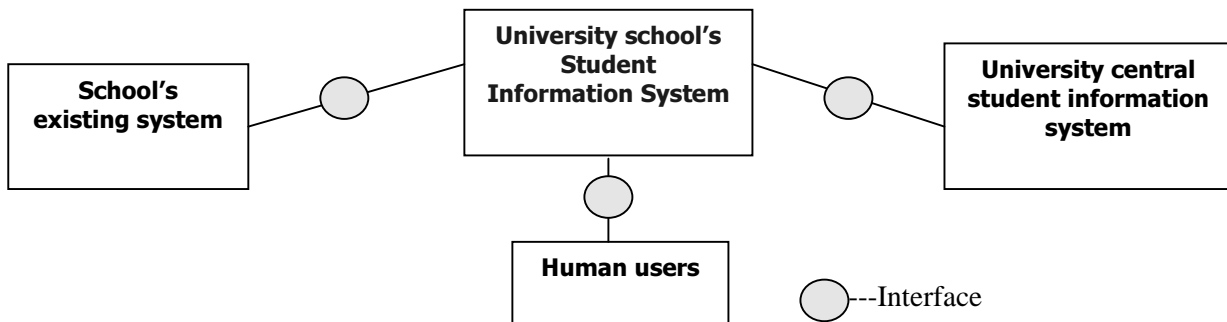 School's
existing system
University school's
Student
Information System
University central
student information
system
Human users
---Interface